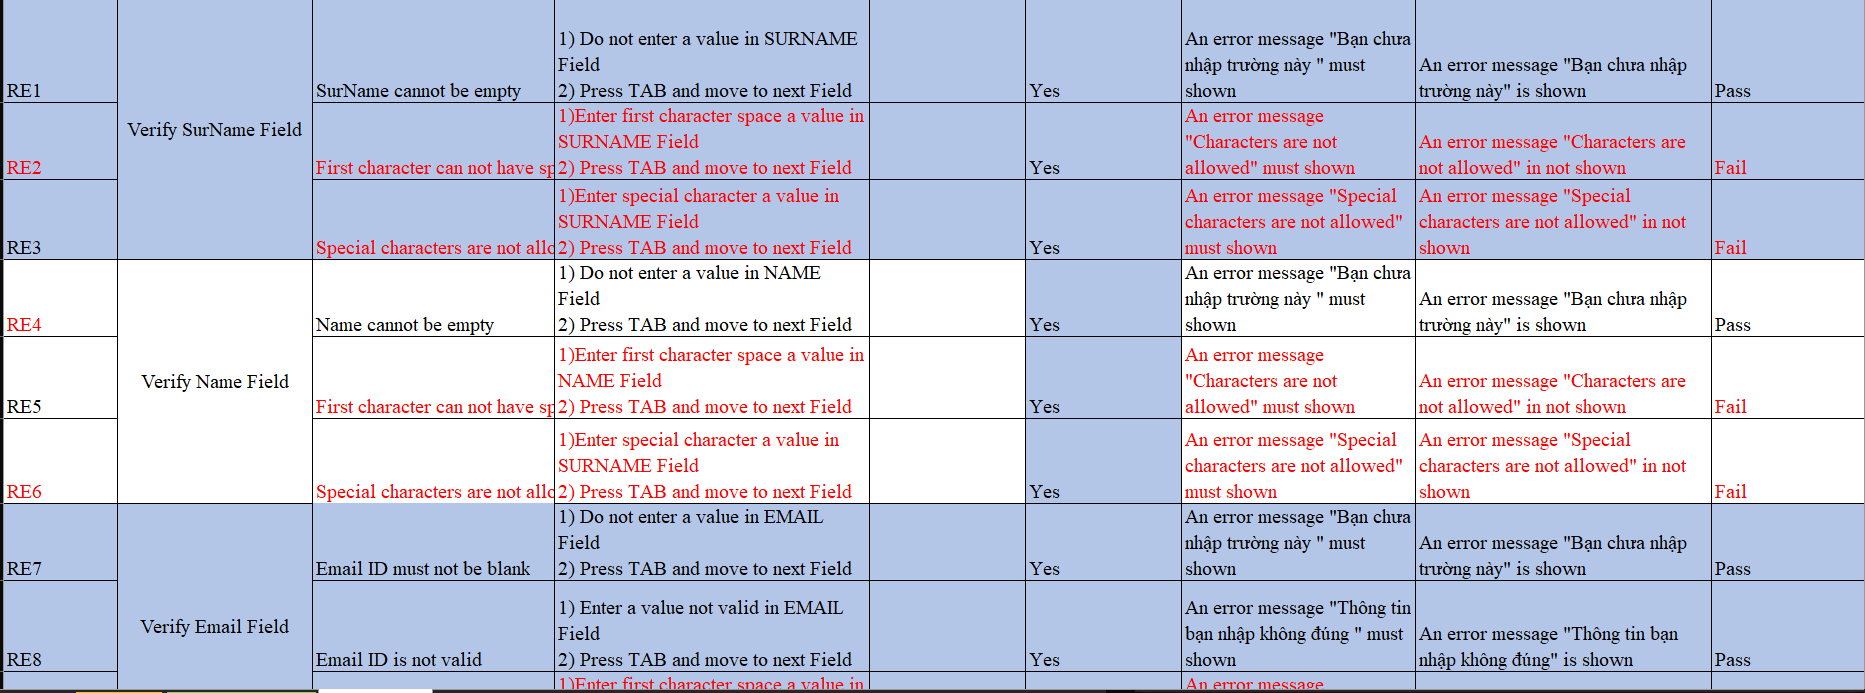 RE1
Verify SurName Field
SurName cannot be empty
1) Do not enter a value in SURNAME
Field
2) Press TAB and move to next Field
Yes
An error message "Bạn chưa
nhập trường này " must
shown
An error message "Bạn chưa nhập
trường này" is shown
Pass
RE2
First character can not have sp
1)Enter first character space a value in
SURNAME Field
2) Press TAB and move to next Field
Yes
An error message
"Characters are not
allowed" must shown
An error message "Characters are
not allowed" in not shown
Fail
RE3
Special characters are not allo
1)Enter special character a value in
SURNAME Field
2) Press TAB and move to next Field
Yes
An error message "Special
characters are not allowed"
must shown
An error message "Special
characters are not allowed" in not
shown
Fail
RE4
Verify Name Field
Name cannot be empty
1) Do not enter a value in NAME
Field
2) Press TAB and move to next Field
Yes
An error message "Bạn chưa
nhập trường này " must
shown
An error message "Bạn chưa nhập
trường này" is shown
Pass
RE5
First character can not have sp
1)Enter first character space a value in
NAME Field
2) Press TAB and move to next Field
Yes
An error message
"Characters are not
allowed" must shown
An error message "Characters are
not allowed" in not shown
Fail
RE6
Special characters are not allo
1)Enter special character a value in
SURNAME Field
2) Press TAB and move to next Field
Yes
An error message "Special
characters are not allowed"
must shown
An error message "Special
characters are not allowed" in not
shown
Fail
RE7
Verify Email Field
Email ID must not be blank
1) Do not enter a value in EMAIL
Field
2) Press TAB and move to next Field
Yes
An error message "Bạn chưa
nhập trường này " must
shown
An error message "Bạn chưa nhập
trường này" is shown
Pass
RE8
Email ID is not valid
1) Enter a value not valid in EMAIL
Field
2) Press TAB and move to next Field
Yes
An error message "Thông tin
bạn nhập không đúng " must
shown
An error message "Thông tin bạn
nhập không đúng" is shown
Pass
1)Enter first character space a value in
An error message